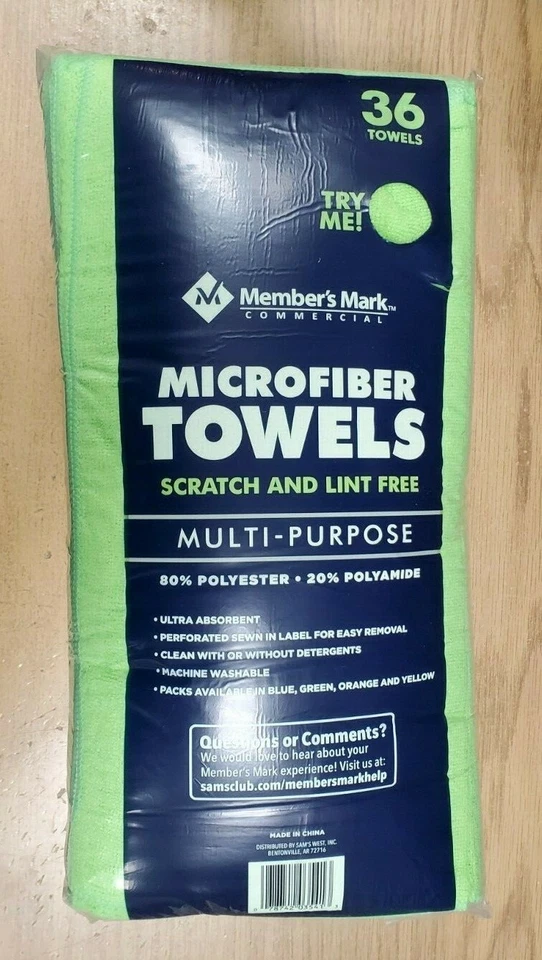 36
TOWELS
TRY
ME!
Member's Mark™
COMMERCIAL
MICROFIBER
TOWELS
SCRATCH AND LINT FREE
MULTI-PURPOSE
80% POLYESTER • 20% POLYAMIDE
• ULTRA ABSORBENT
• PERFORATED SEWN IN LABEL FOR EASY REMOVAL
• CLEAN WITH OR WITHOUT DETERGENTS
• MACHINE WASHABLE
• PACKS AVAILABLE IN BLUE, GREEN, ORANGE AND YELLOW
Questions or Comments?
We would love to hear about your
Member's Mark experience! Visit us at:
samsclub.com/membersmarkhelp
MADE IN CHINA
DISTRIBUTED BY SAM'S WEST, INC.
BENTONVILLE, AR 72716